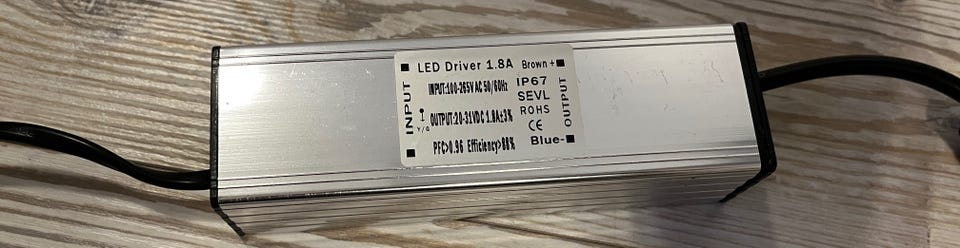 LED Driver 1.8A Brown +
INPUT
INPUT:100-265V AC 50/60Hz
IP67
SEVL
OUTPUT:20-31VDC 1.8A±3%
ROHS
Y/G
CE
PFC>0.96 Efficiency>88%
Blue-
OUTPUT